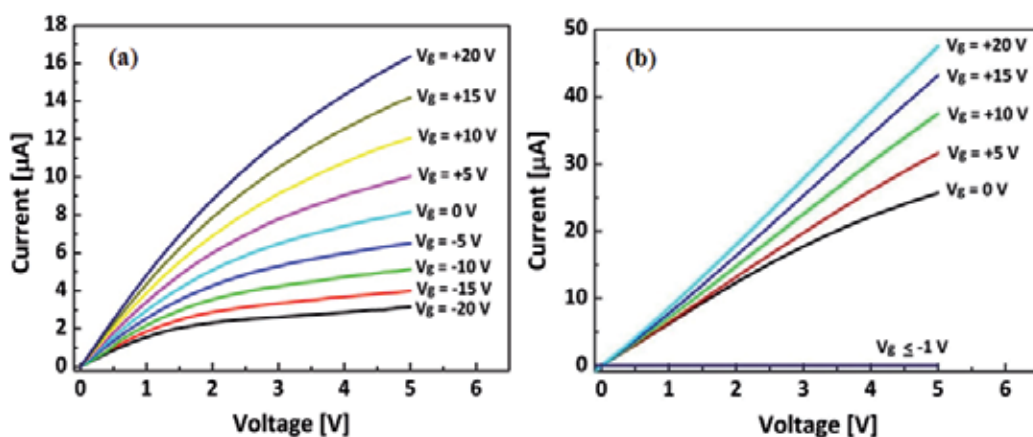 (a)
Current [µA]
18
16
14
12
10
8
6
4
2
0
Vg = +20 V
Vg = +15 V
Vg = +10 V
Vg = +5 V
Vg = 0 V
Vg = -5 V
Vg = -10 V
Vg = -15 V
Vg = -20 V
0 1 2 3 4 5 6
Voltage [V]
(b)
Current [µA]
50
40
30
20
10
0
Vg = +20 V
Vg = +15 V
Vg = +10 V
Vg = +5 V
Vg = 0 V
Vg ≤ -1 V
0 1 2 3 4 5 6
Voltage [V]